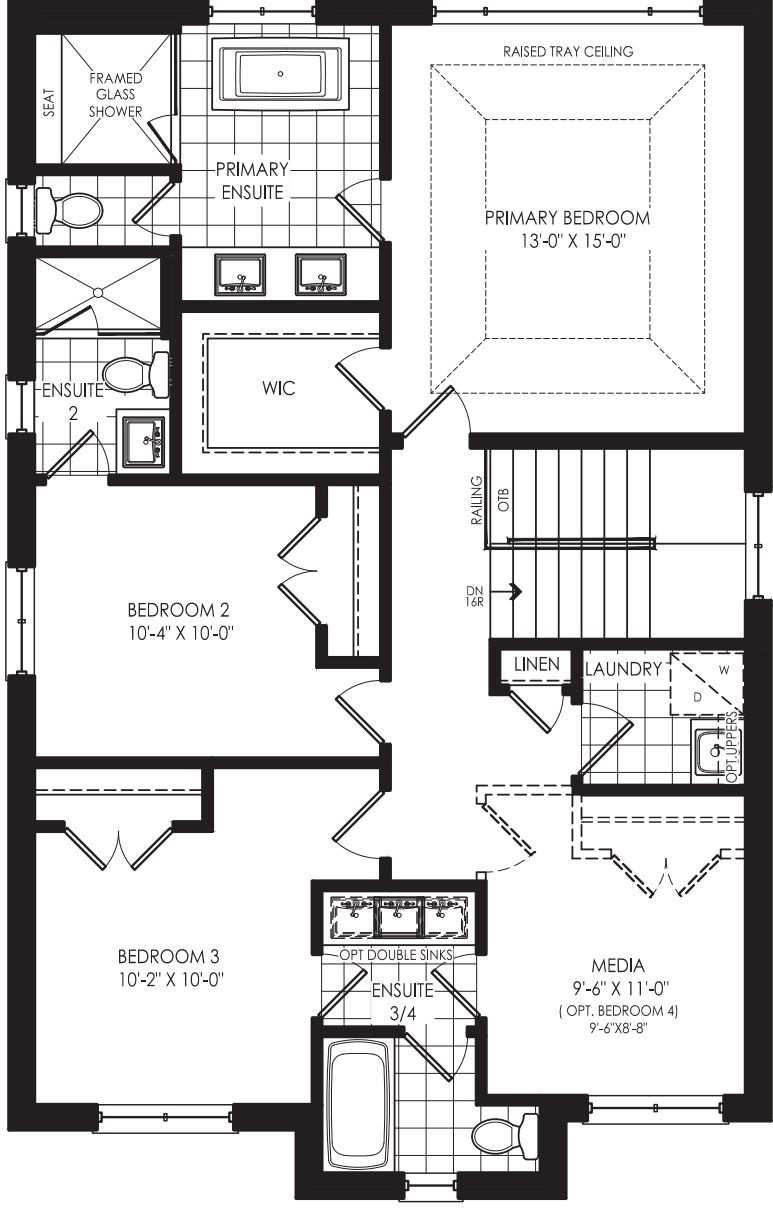 RAISED TRAY CEILING
SEAT
FRAMED
GLASS
SHOWER
PRIMARY
ENSUITE
PRIMARY BEDROOM
13'-0" X 15'-0"
ENSUITE
2
WIC
RAILING
OTB
DN
16R
BEDROOM 2
10'-4" X 10'-0"
LINEN
LAUNDRY
W
D
OPT.UPPERS
BEDROOM 3
10'-2" X 10'-0"
OPT DOUBLE SINKS
ENSUITE
3/4
MEDIA
9'-6" X 11'-0"
( OPT. BEDROOM 4)
9'-6"X8'-8"